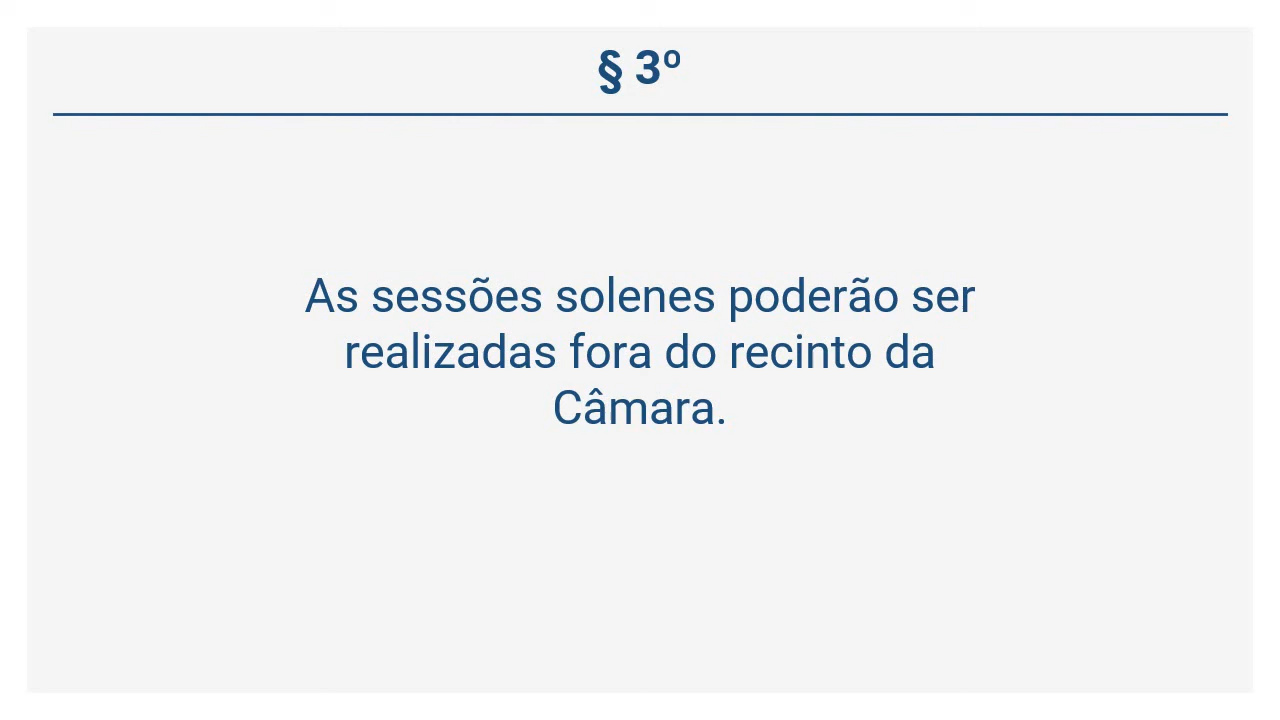 § 3º
As sessões solenes poderão ser
realizadas fora do recinto da
Câmara.